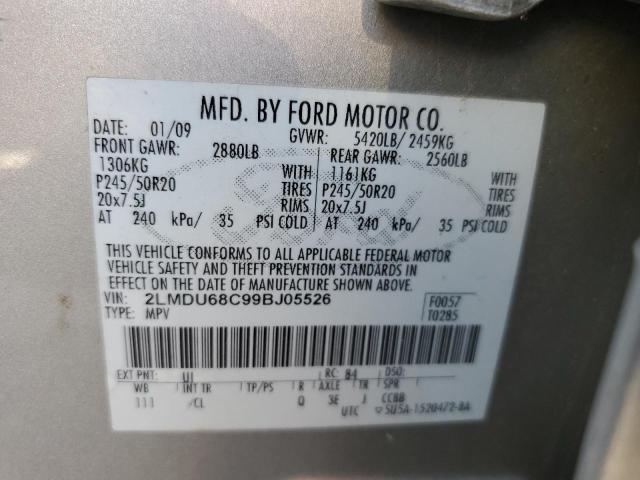 MFD. BY FORD MOTOR CO.
DATE: 01/09 GVWR: 5420LB/ 2459KG
FRONT GAWR: 2880LB REAR GAWR: 2560LB
1306KG WITH 1161KG WITH
P245/50R20 TIRES P245/50R20 TIRES
20x7.5J RIMS 20x7.5J RIMS
AT 240 kPa/ 35 PSI COLD AT 240 kPa/ 35 PSI COLD
THIS VEHICLE CONFORMS TO ALL APPLICABLE FEDERAL MOTOR
VEHICLE SAFETY AND THEFT PREVENTION STANDARDS IN
EFFECT ON THE DATE OF MANUFACTURE SHOWN ABOVE.
VIN: 2LMDU68C99BJ05526 F0057
TYPE: MPV T0285
EXT PNT: UI RC: 84 DSO:
WB INT TR TP/PS R AXLE TR SPR
111 /CL Q 3E J CCBB
UTC 5U5A-1520472-BA